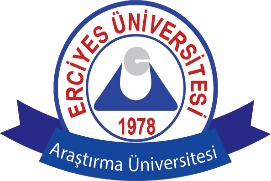 ERCİYES ÜNİVERSİTESİ
1978
Araştırma Üniversitesi